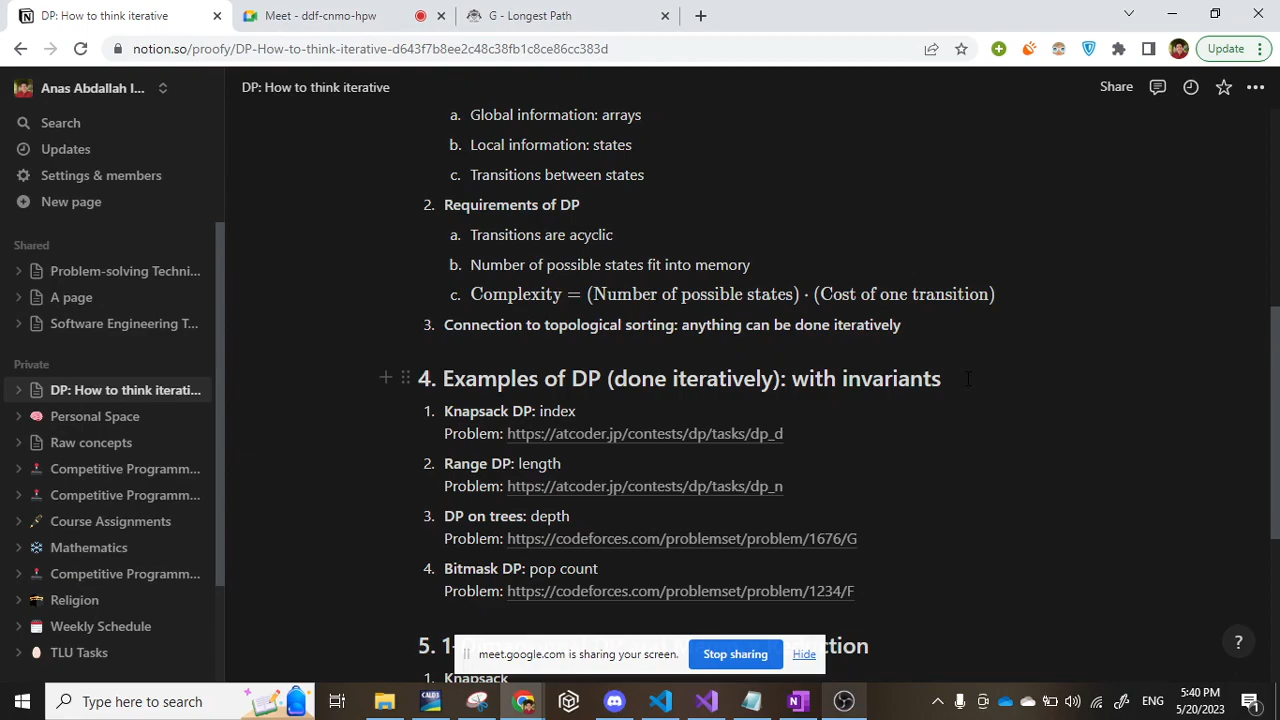 DP: How to think iterative
Meet - ddf-cnmo-hpw
G - Longest Path
notion.so/proofy/DP-How-to-think-iterative-d643f7b8ee2c48c38fb1c8ce86cc383d
Update
Anas Abdallah I...
DP: How to think iterative
Share
Search
Updates
Settings & members
New page
Shared
Problem-solving Techni...
A page
Software Engineering T...
Private
DP: How to think iterati...
Personal Space
Raw concepts
Competitive Programm...
Competitive Programm...
Course Assignments
Mathematics
Competitive Programm...
Religion
Weekly Schedule
TLU Tasks
a. Global information: arrays
b. Local information: states
c. Transitions between states
2. Requirements of DP
a. Transitions are acyclic
b. Number of possible states fit into memory
c. Complexity = (Number of possible states) · (Cost of one transition)
3. Connection to topological sorting: anything can be done iteratively
4. Examples of DP (done iteratively): with invariants
1. Knapsack DP: index
Problem: https://atcoder.jp/contests/dp/tasks/dp_d
2. Range DP: length
Problem: https://atcoder.jp/contests/dp/tasks/dp_n
3. DP on trees: depth
Problem: https://codeforces.com/problemset/problem/1676/G
4. Bitmask DP: pop count
Problem: https://codeforces.com/problemset/problem/1234/F
5. 1
1. Knapsack
meet.google.com is sharing your screen.
Stop sharing
Hide
?
Type here to search
CALD3
ENG
5:40 PM
5/20/2023
1